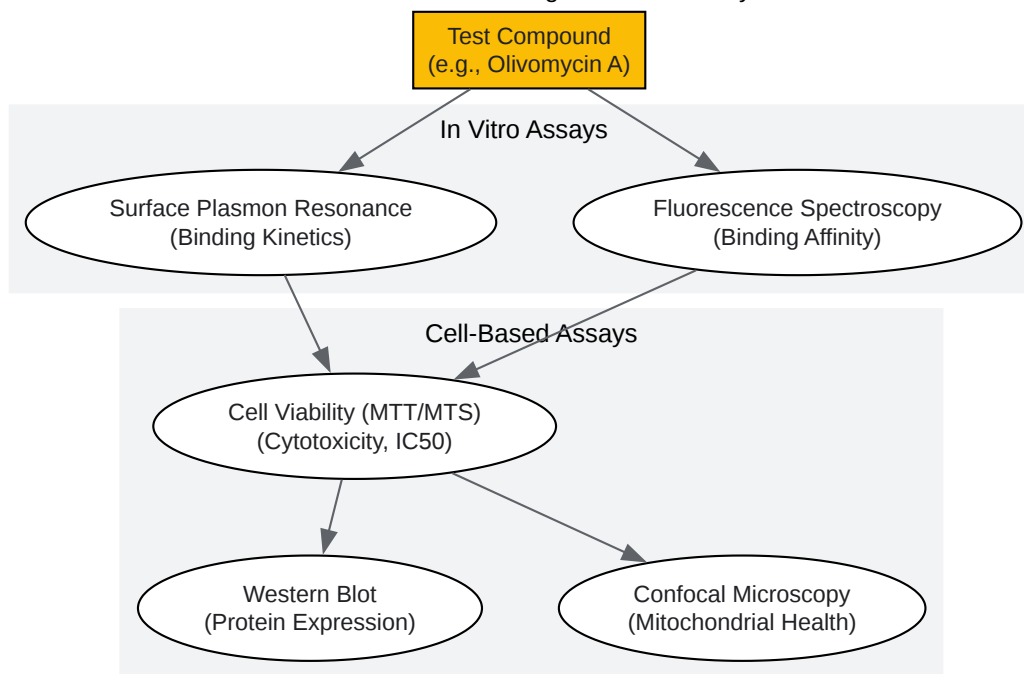 Test Compound
(e.g., Olivomycin A)
In Vitro Assays
Surface Plasmon Resonance
(Binding Kinetics)
Fluorescence Spectroscopy
(Binding Affinity)
Cell-Based Assays
Cell Viability (MTT/MTS)
(Cytotoxicity, IC50)
Western Blot
(Protein Expression)
Confocal Microscopy
(Mitochondrial Health)